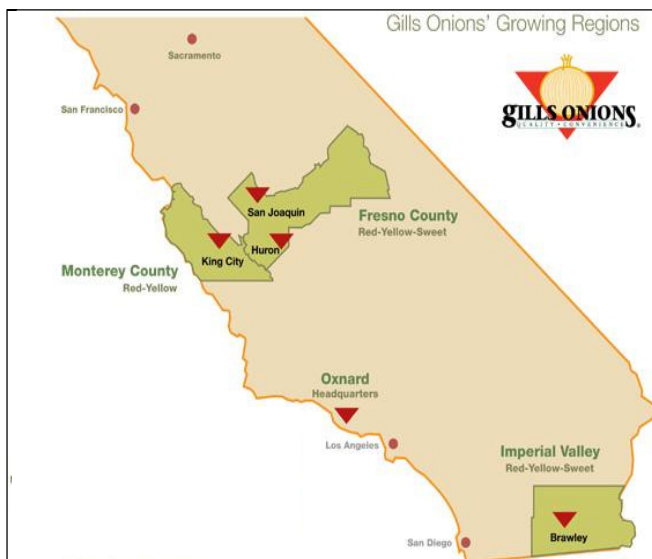 Gills Onions' Growing Regions
Sacramento
San Francisco
GILLS ONIONS®
QUALITY • CONVENIENCE
San Joaquin
Fresno County
Red-Yellow-Sweet
Huron
King City
Monterey County
Red-Yellow
Oxnard
Headquarters
Los Angeles
Imperial Valley
Red-Yellow-Sweet
San Diego
Brawley